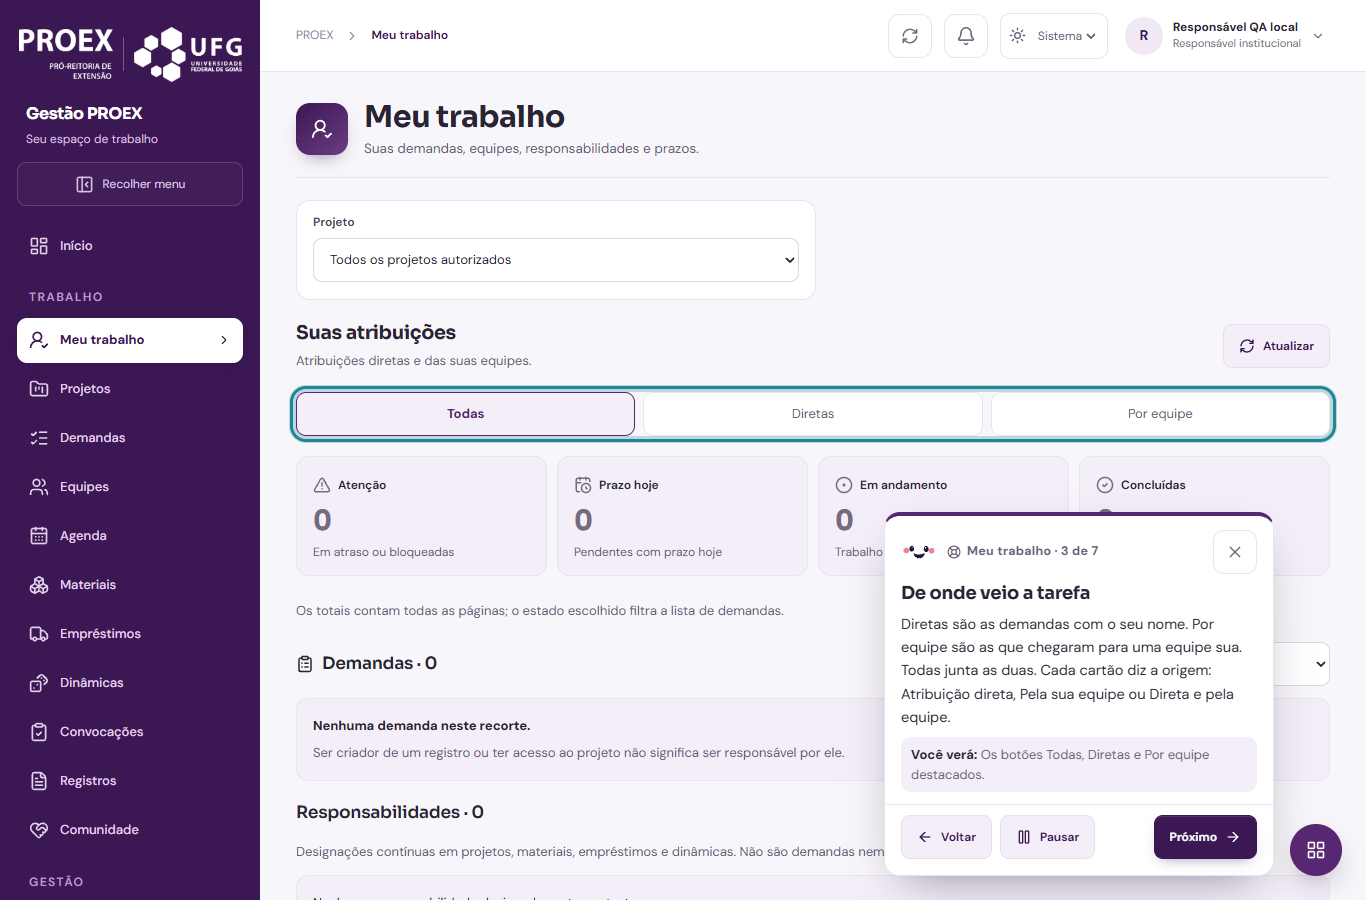 PROEX
PRÓ-REITORIA DE
EXTENSÃO
UFG
UNIVERSIDADE
FEDERAL DE GOIÁS
Gestão PROEX
Seu espaço de trabalho
Recolher menu
Início
TRABALHO
Meu trabalho
Projetos
Demandas
Equipes
Agenda
Materiais
Empréstimos
Dinâmicas
Convocações
Registros
Comunidade
GESTÃO
PROEX > Meu trabalho
Sistema
R
Responsável QA local
Responsável institucional
Meu trabalho
Suas demandas, equipes, responsabilidades e prazos.
Projeto
Todos os projetos autorizados
Suas atribuições
Atribuições diretas e das suas equipes.
Atualizar
Todas
Diretas
Por equipe
Atenção
0
Em atraso ou bloqueadas
Prazo hoje
0
Pendentes com prazo hoje
Em andamento
0
Trabalho
Concluídas
Os totais contam todas as páginas; o estado escolhido filtra a lista de demandas.
Demandas · 0
Nenhuma demanda neste recorte.
Ser criador de um registro ou ter acesso ao projeto não significa ser responsável por ele.
Responsabilidades · 0
Designações contínuas em projetos, materiais, empréstimos e dinâmicas. Não são demandas nem
Meu trabalho · 3 de 7
De onde veio a tarefa
Diretas são as demandas com o seu nome. Por
equipe são as que chegaram para uma equipe sua.
Todas junta as duas. Cada cartão diz a origem:
Atribuição direta, Pela sua equipe ou Direta e pela
equipe.
Você verá: Os botões Todas, Diretas e Por equipe
destacados.
Voltar
Pausar
Próximo